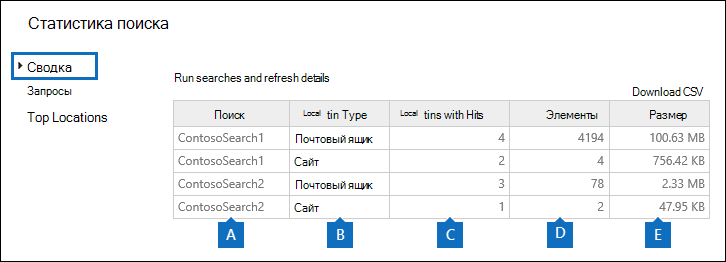 Статистика поиска
Сводка
Запросы
Top Locations
Run searches and refresh details
Download CSV
Поиск Local tin Type Local tins with Hits Элементы Размер
ContosoSearch1 Почтовый ящик 4 4194 100.63 MB
ContosoSearch1 Сайт 2 4 756.42 KB
ContosoSearch2 Почтовый ящик 3 78 2.33 MB
ContosoSearch2 Сайт 1 2 47.95 KB
A B C D E